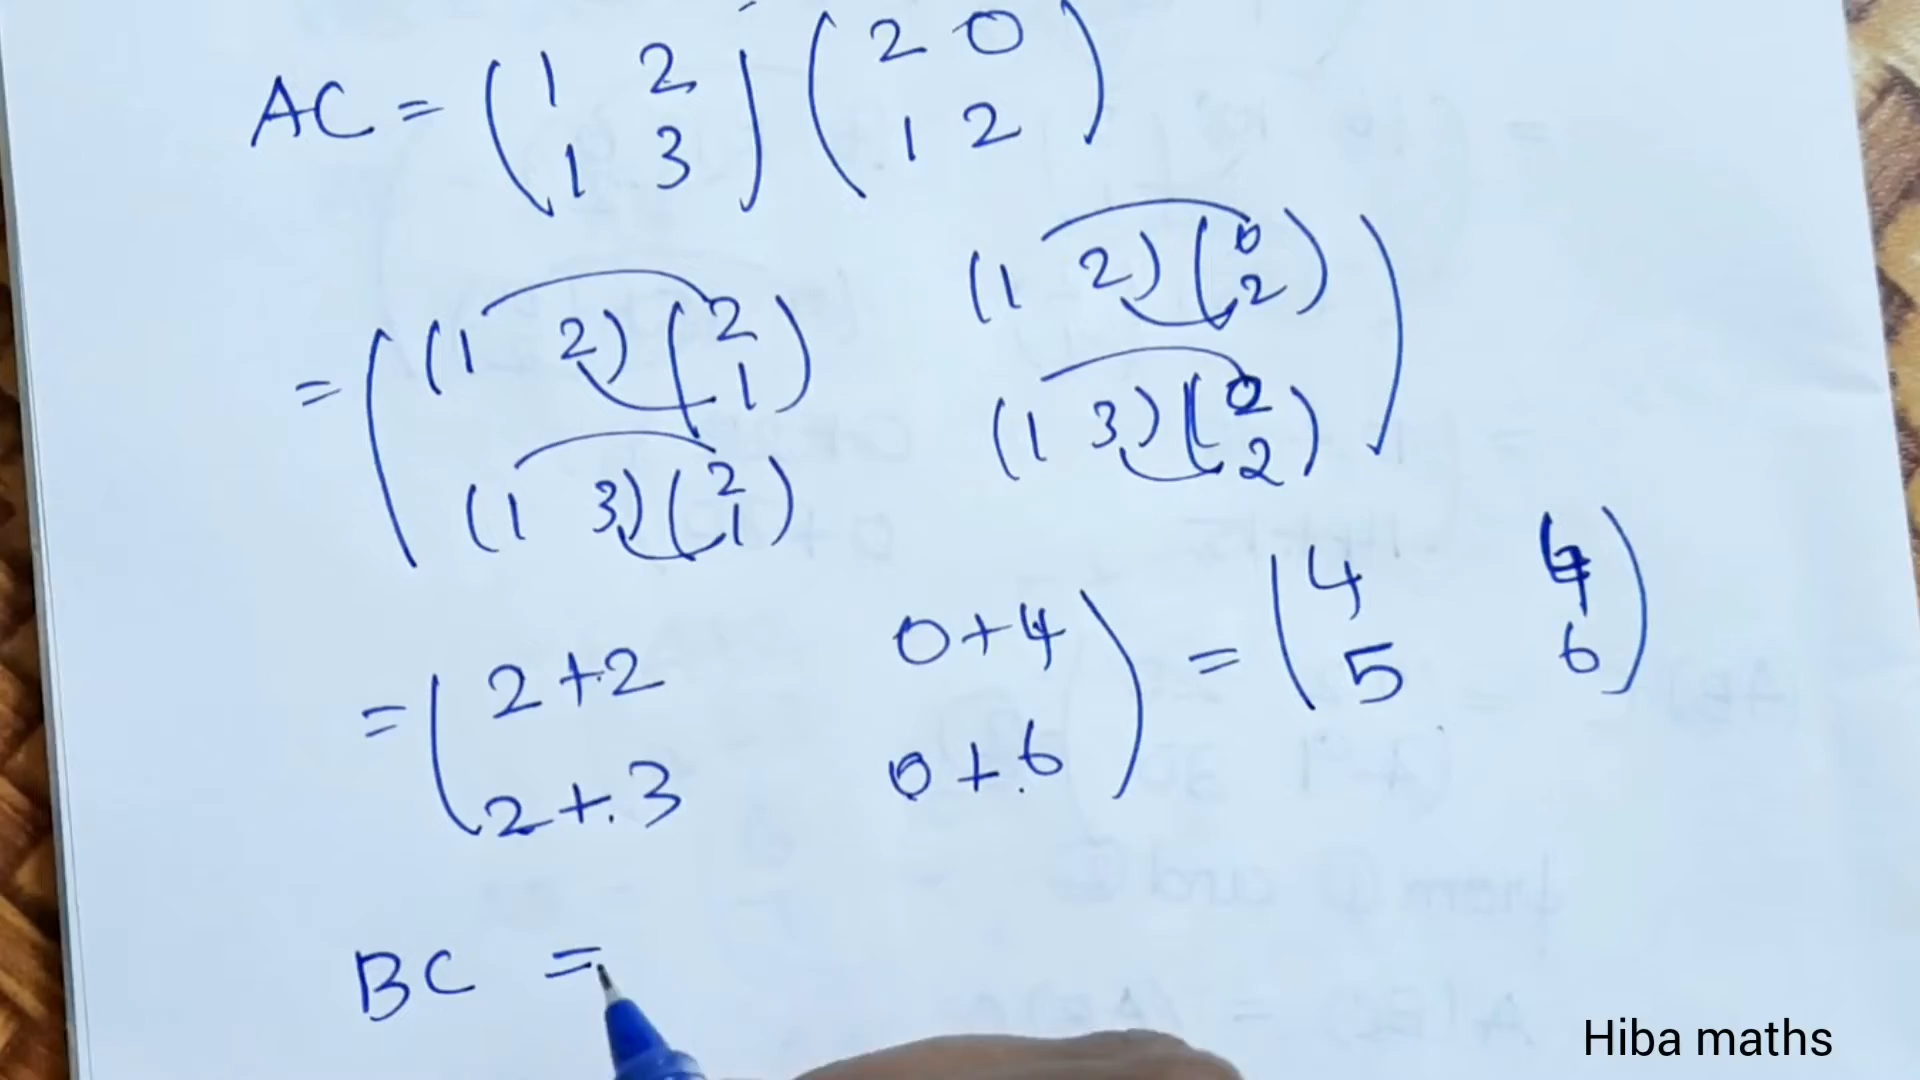 AC = ( 1 2 ) ( 2 0 )
( 1 3 ) ( 1 2 )
= ( (1 2) ( 2 ) (1 2) ( 0 ) )
( 1 ) ( 2 )
(1 3) ( 2 ) (1 3) ( 0 )
( 1 ) ( 2 )
= ( 2+2 0+4 ) = ( 4 4 )
( 2+3 0+6 ) ( 5 6 )
BC =
Hiba maths